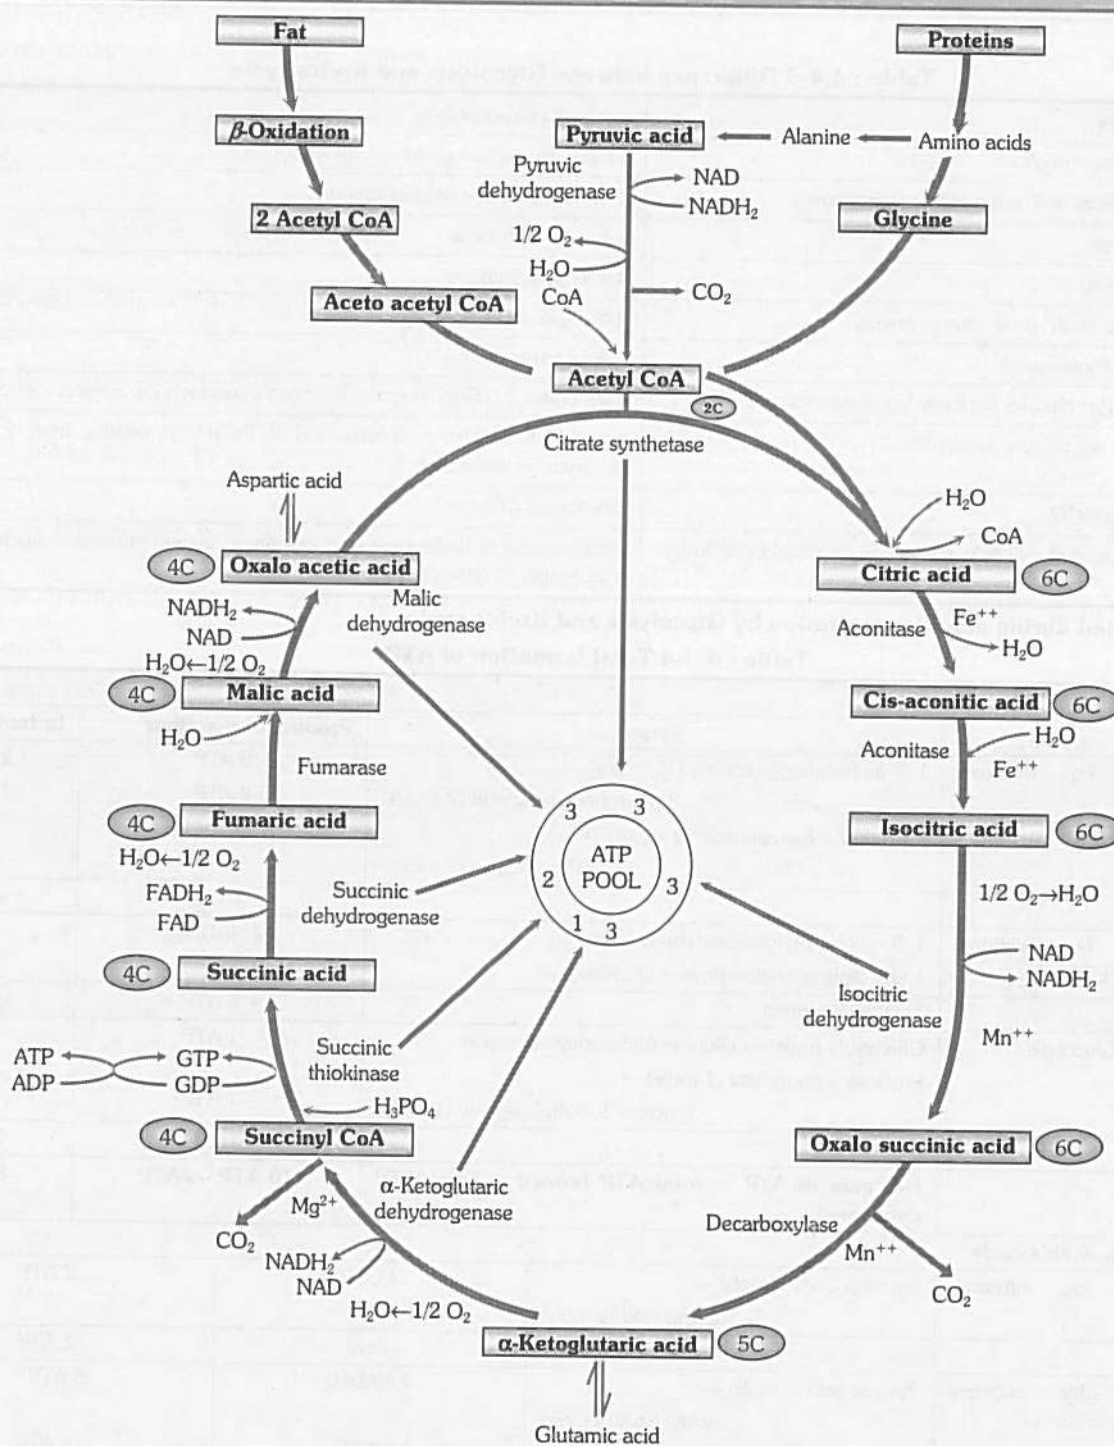 Fat
Proteins
β-Oxidation
Pyruvic acid
Alanine
Amino acids
Pyruvic
dehydrogenase
NAD
NADH₂
2 Acetyl CoA
Glycine
1/2 O₂
H₂O
CoA
CO₂
Aceto acetyl CoA
Acetyl CoA
2C
Citrate synthetase
Aspartic acid
H₂O
CoA
4C
Oxalo acetic acid
Citric acid
6C
NADH₂
NAD
Malic
dehydrogenase
Fe⁺⁺
Aconitase
H₂O
H₂O←1/2 O₂
4C
Malic acid
Cis-aconitic acid
6C
H₂O
H₂O
Aconitase
Fe⁺⁺
Fumarase
4C
Fumaric acid
3
3
Isocitric acid
6C
H₂O←1/2 O₂
ATP
POOL
2
3
1
3
1/2 O₂→H₂O
FADH₂
FAD
Succinic
dehydrogenase
NAD
NADH₂
4C
Succinic acid
Isocitric
dehydrogenase
Mn⁺⁺
ATP
ADP
GTP
GDP
Succinic
thiokinase
H₃PO₄
4C
Succinyl CoA
Oxalo succinic acid
6C
Mg²⁺
α-Ketoglutaric
dehydrogenase
Decarboxylase
Mn⁺⁺
CO₂
NADH₂
NAD
CO₂
H₂O←1/2 O₂
α-Ketoglutaric acid
5C
Glutamic acid